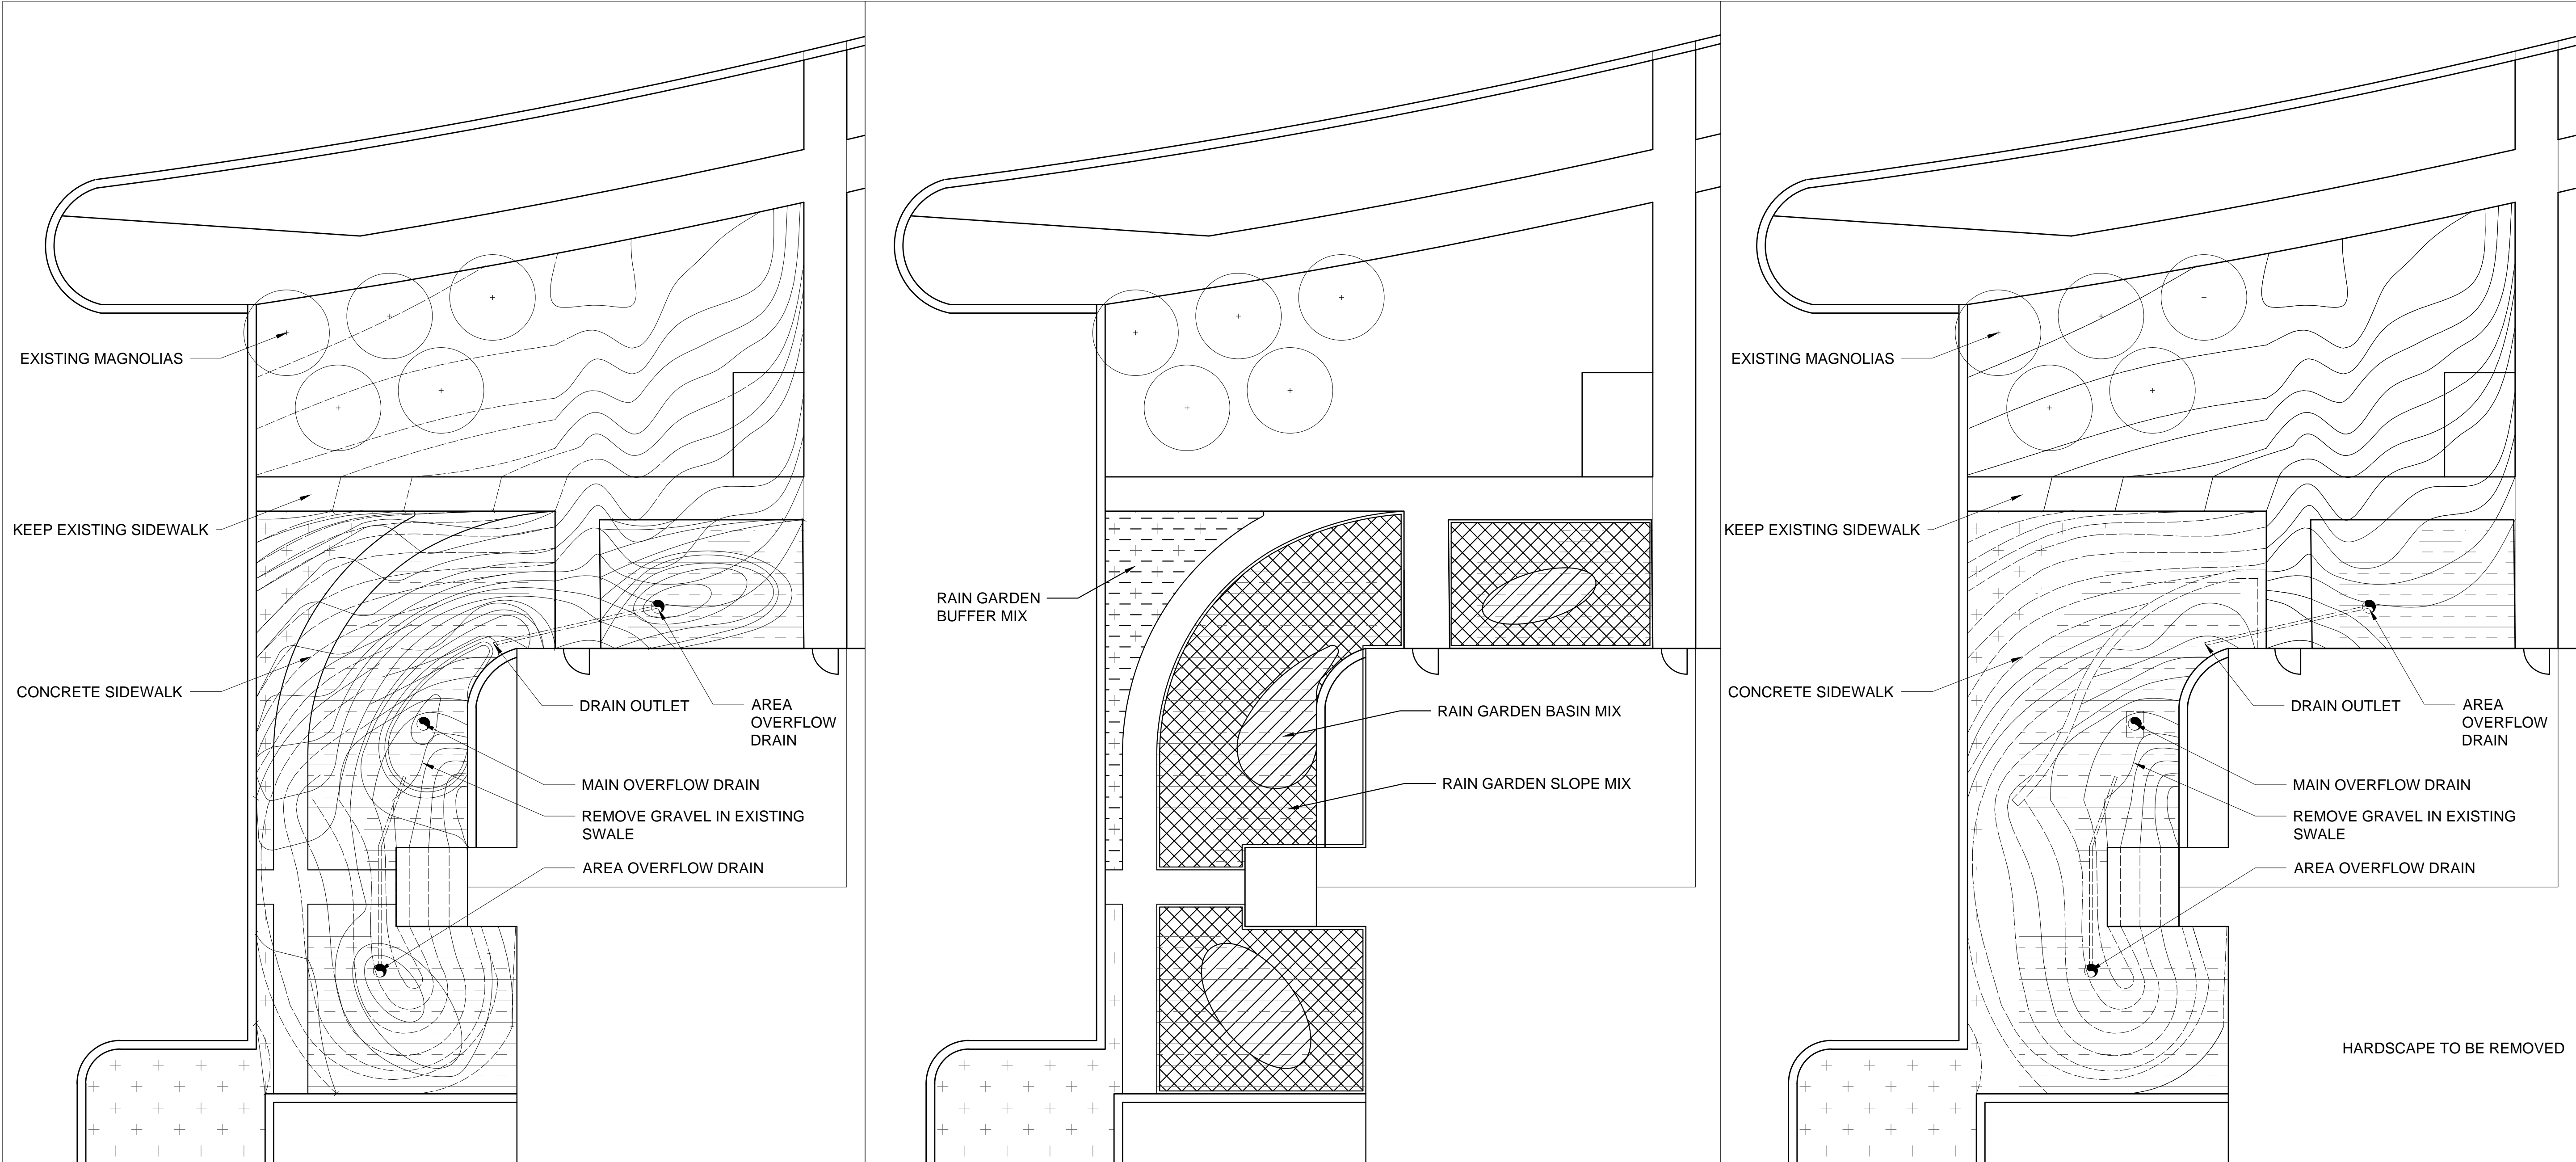 EXISTING MAGNOLIAS
KEEP EXISTING SIDEWALK
CONCRETE SIDEWALK
DRAIN OUTLET
AREA
OVERFLOW
DRAIN
MAIN OVERFLOW DRAIN
REMOVE GRAVEL IN EXISTING
SWALE
AREA OVERFLOW DRAIN
RAIN GARDEN
BUFFER MIX
RAIN GARDEN BASIN MIX
RAIN GARDEN SLOPE MIX
EXISTING MAGNOLIAS
KEEP EXISTING SIDEWALK
CONCRETE SIDEWALK
DRAIN OUTLET
AREA
OVERFLOW
DRAIN
MAIN OVERFLOW DRAIN
REMOVE GRAVEL IN EXISTING
SWALE
AREA OVERFLOW DRAIN
HARDSCAPE TO BE REMOVED